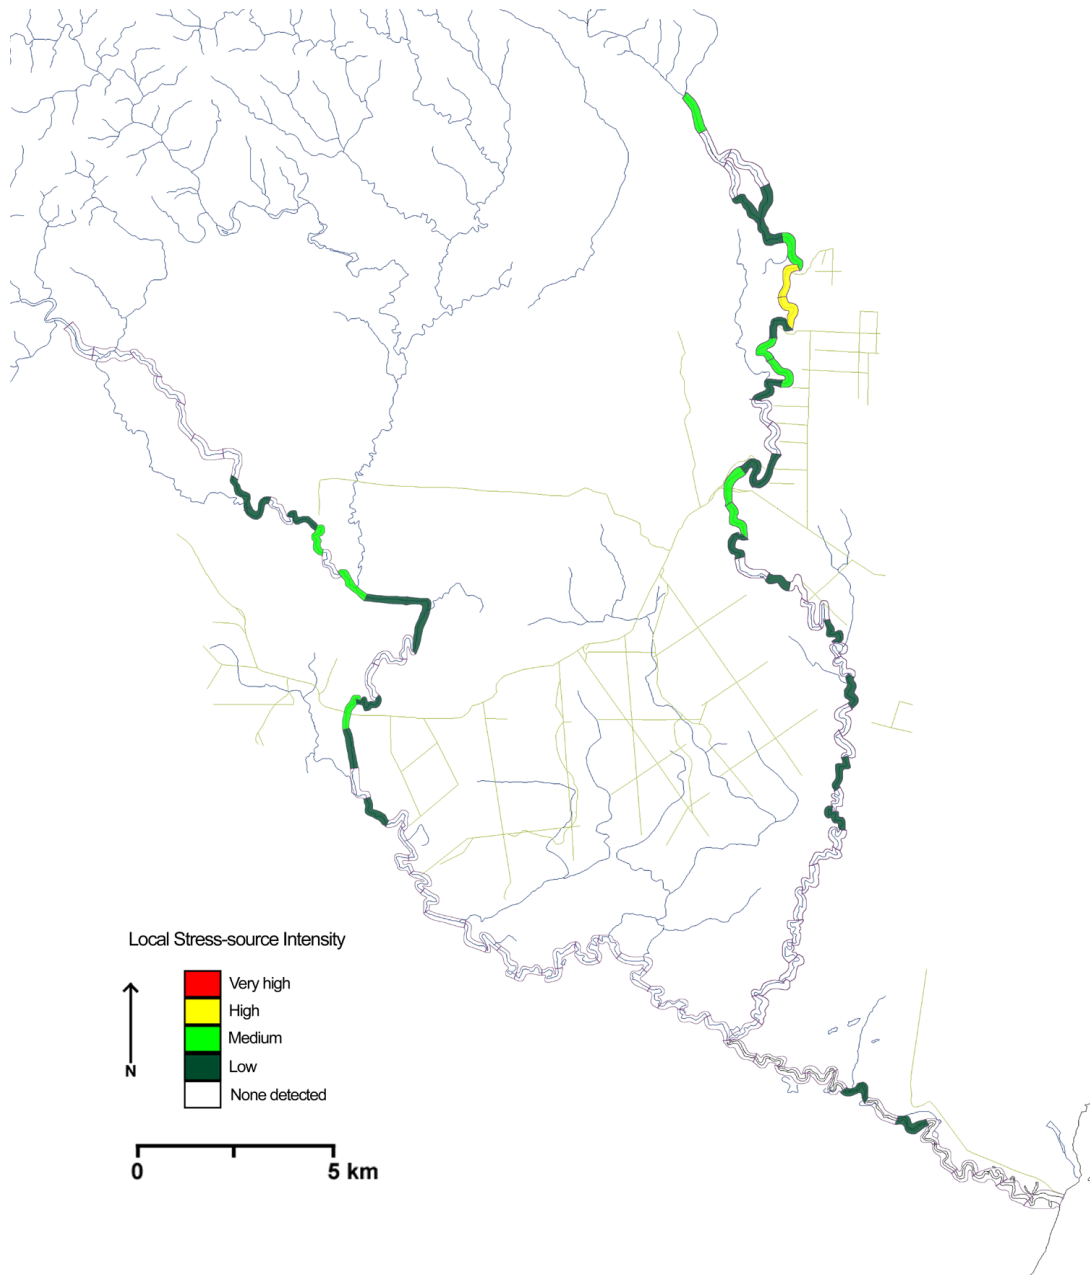 Local Stress-source Intensity
Very high
High
Medium
Low
None detected
N
0 5 km